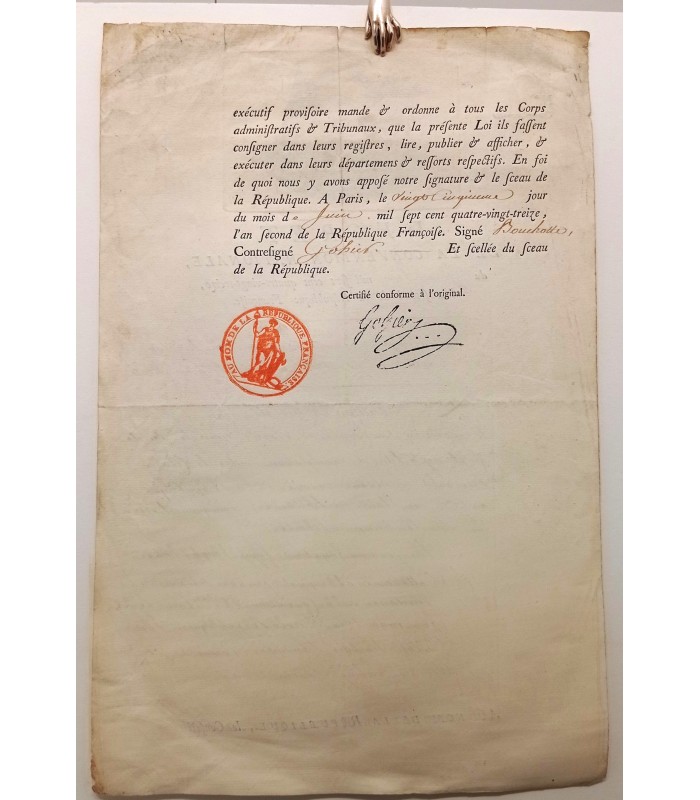 exécutif proviſoire mande & ordonne à tous les Corps
adminiſtratifs & Tribunaux, que la préſente Loi ils faſſent
conſigner dans leurs regiſtres, lire, publier & afficher, &
exécuter dans leurs départemens & reſſorts reſpectifs. En foi
de quoi nous y avons appoſé notre ſignature & le ſceau de
la République. A Paris, le vingt cinquieme jour
du mois de Juin mil ſept cent quatre-vingt-treize,
l'an ſecond de la République Françoiſe. Signé Bouchotte,
Contreſigné Gohier. Et ſcellée du ſceau
de la République.
Certifié conforme à l'original.
Gohier
AU NOM DE LA RÉPUBLIQUE FRANÇAISE